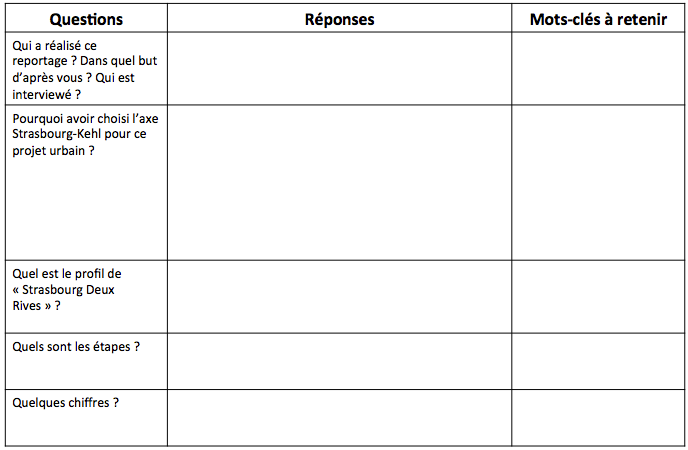 Questions
Réponses
Mots-clés à retenir
Qui a réalisé ce
reportage ? Dans quel but
d’après vous ? Qui est
interviewé ?
Pourquoi avoir choisi l’axe
Strasbourg-Kehl pour ce
projet urbain ?
Quel est le profil de
« Strasbourg Deux
Rives » ?
Quels sont les étapes ?
Quelques chiffres ?